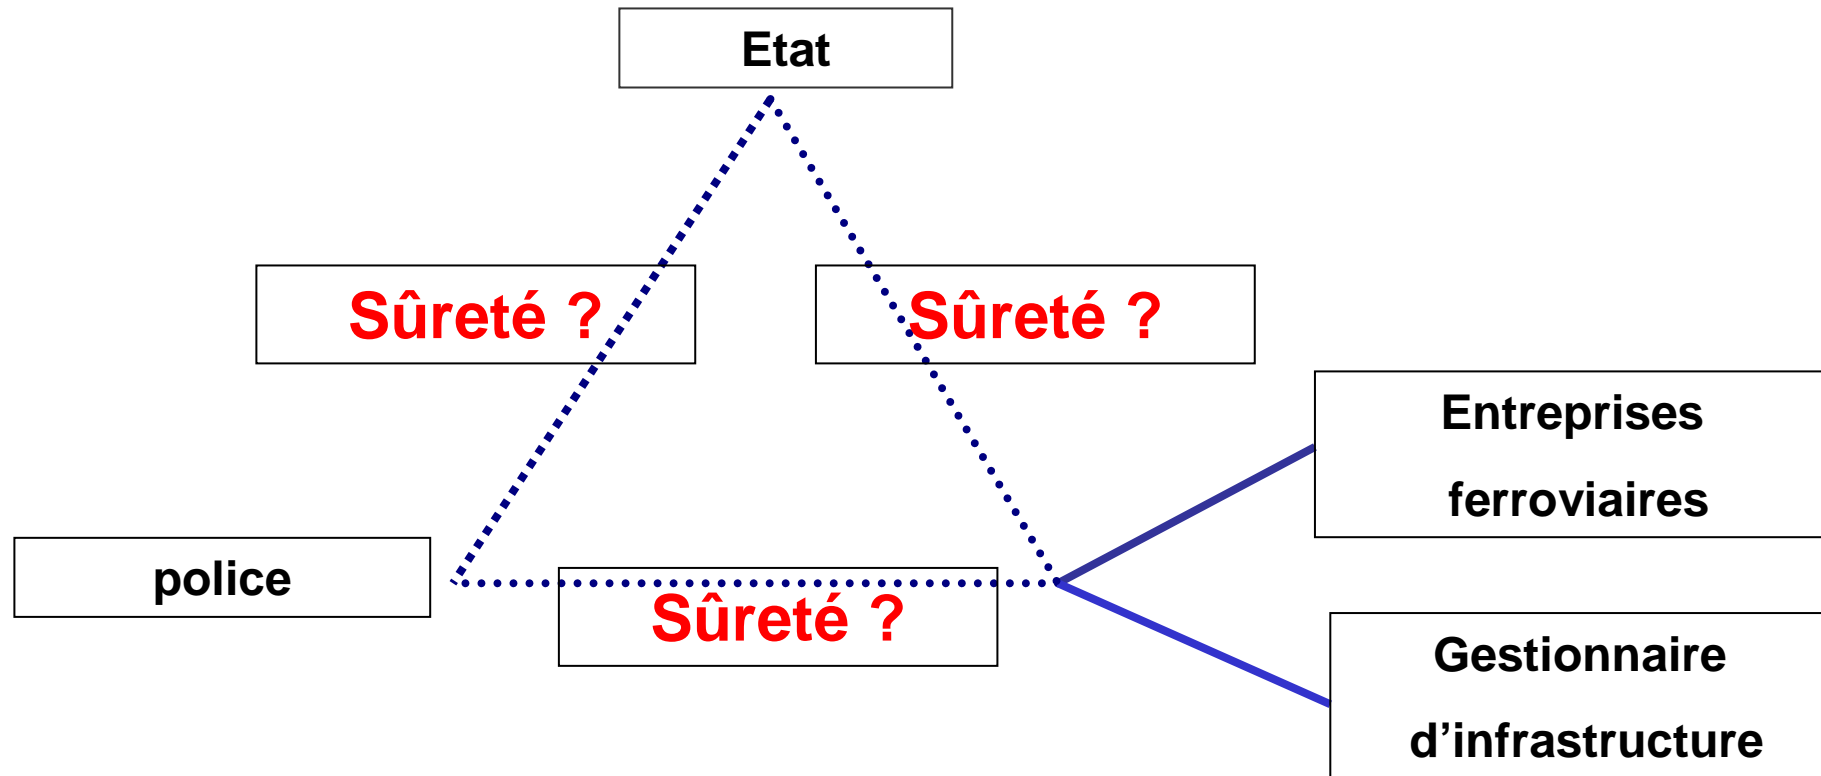 Etat
Sûreté ?
Sûreté ?
Entreprises
ferroviaires
police
Sûreté ?
Gestionnaire
d’infrastructure